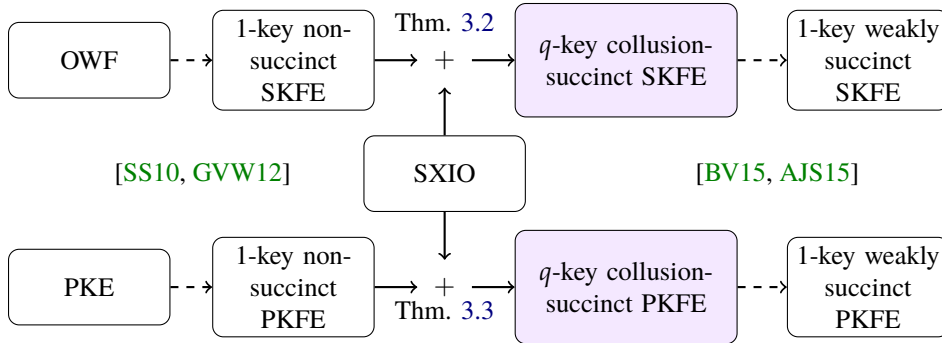 OWF
1-key non-
succinct
SKFE
Thm. 3.2
+
q-key collusion-
succinct SKFE
1-key weakly
succinct
SKFE
[SS10, GVW12]
SXIO
[BV15, AJS15]
PKE
1-key non-
succinct
PKFE
+
Thm. 3.3
q-key collusion-
succinct PKFE
1-key weakly
succinct
PKFE